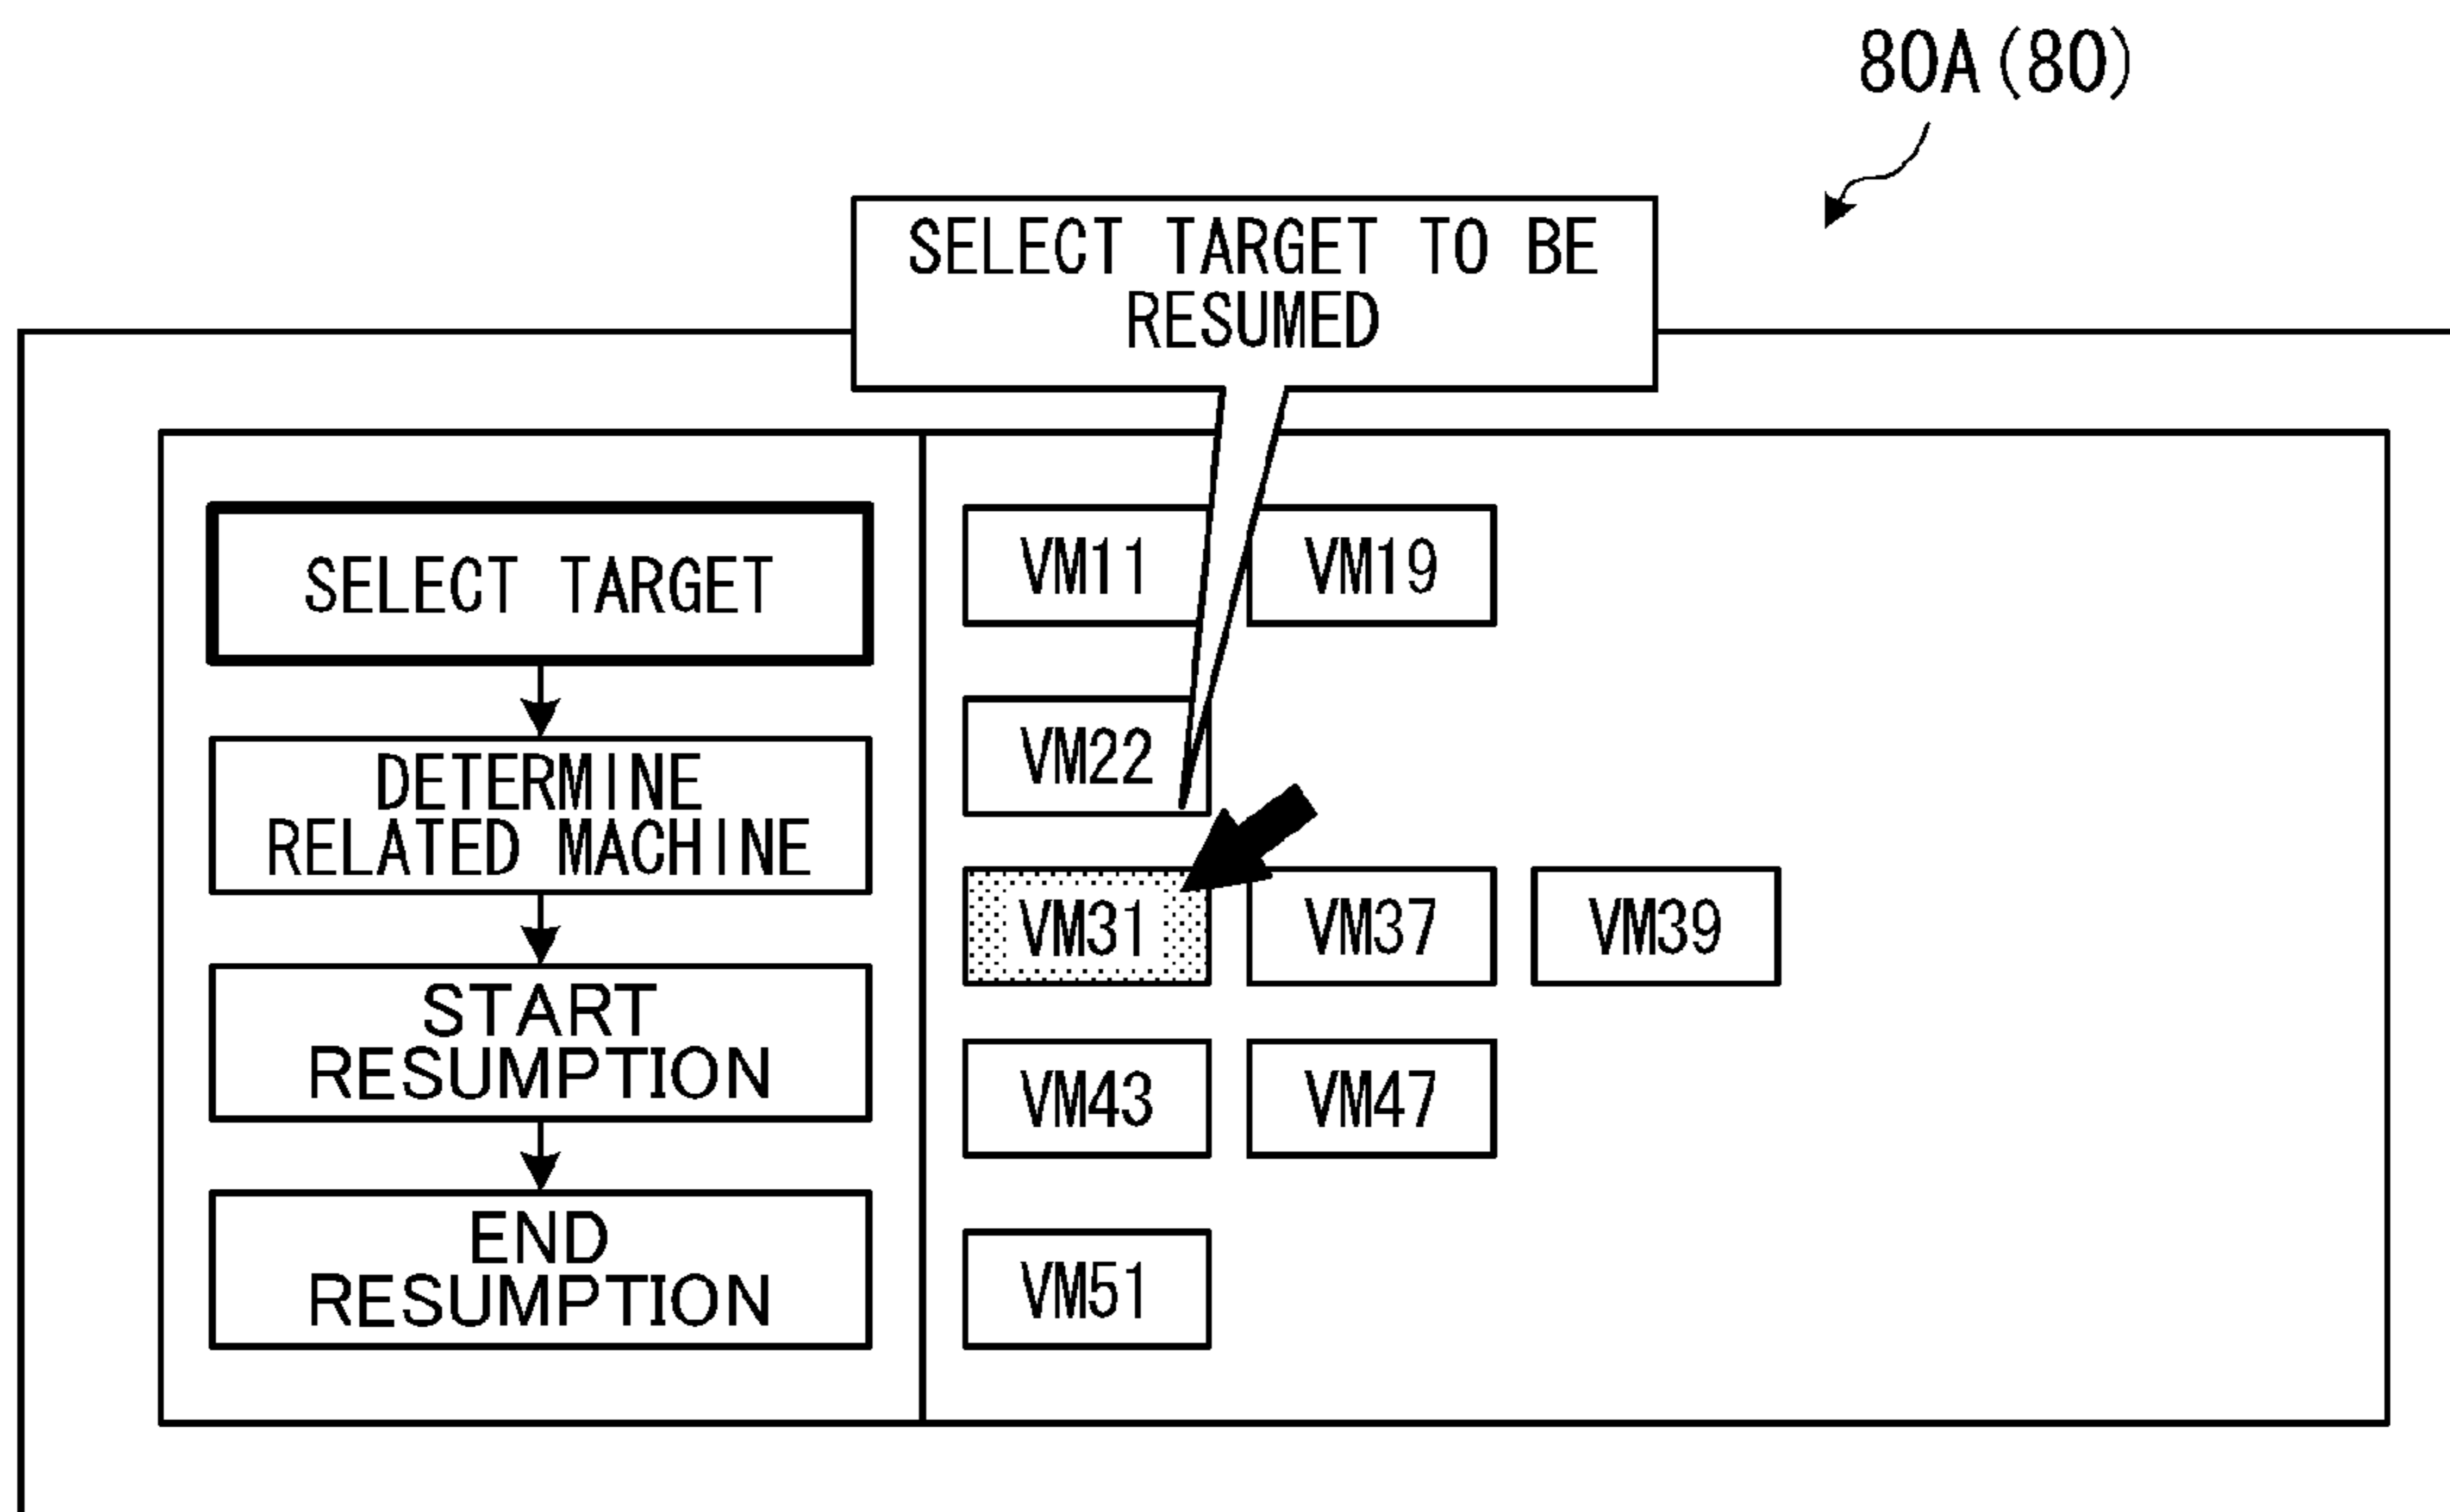 80A(80)
SELECT TARGET TO BE
RESUMED
SELECT TARGET
DETERMINE
RELATED MACHINE
START
RESUMPTION
END
RESUMPTION
VM11 VM19
VM22
VM31 VM37 VM39
VM43 VM47
VM51